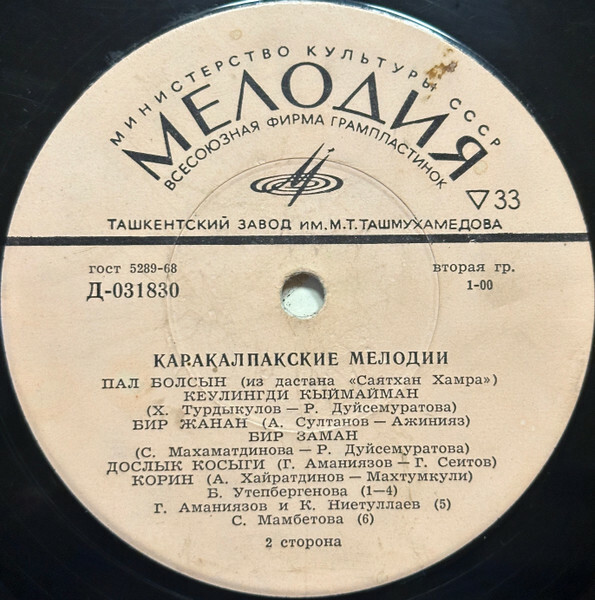 МИНИСТЕРСТВО КУЛЬТУРЫ СССР
МЕЛОДИЯ
ВСЕСОЮЗНАЯ ФИРМА ГРАМПЛАСТИНОК
▽33
ТАШКЕНТСКИЙ ЗАВОД ИМ. М.Т.ТАШМУХАМЕДОВА
ГОСТ 5289-68
вторая гр.
Д-031830
1-00
ҚАРАҚАЛПАҚСКИЕ МЕЛОДИИ
ПАЛ БОЛСЫН (из дастана «Саятхан Хамра»)
КЕУЛИНГДИ КЫЙМАЙМАН
(Х. Турдыкулов — Р. Дуйсемуратова)
БИР ЖАНАН (А. Султанов — Ажинияз)
БИР ЗАМАН
(С. Махаматдинова — Р. Дуйсемуратова)
ДОСЛЫК КОСЫГИ (Г. Аманиязов — Г. Сеитов)
КОРИН (А. Хайратдинов — Махтумкули)
Б. Утепбергенова (1—4)
Г. Аманиязов и К. Ниетуллаев (5)
С. Мамбетова (6)
2 сторона